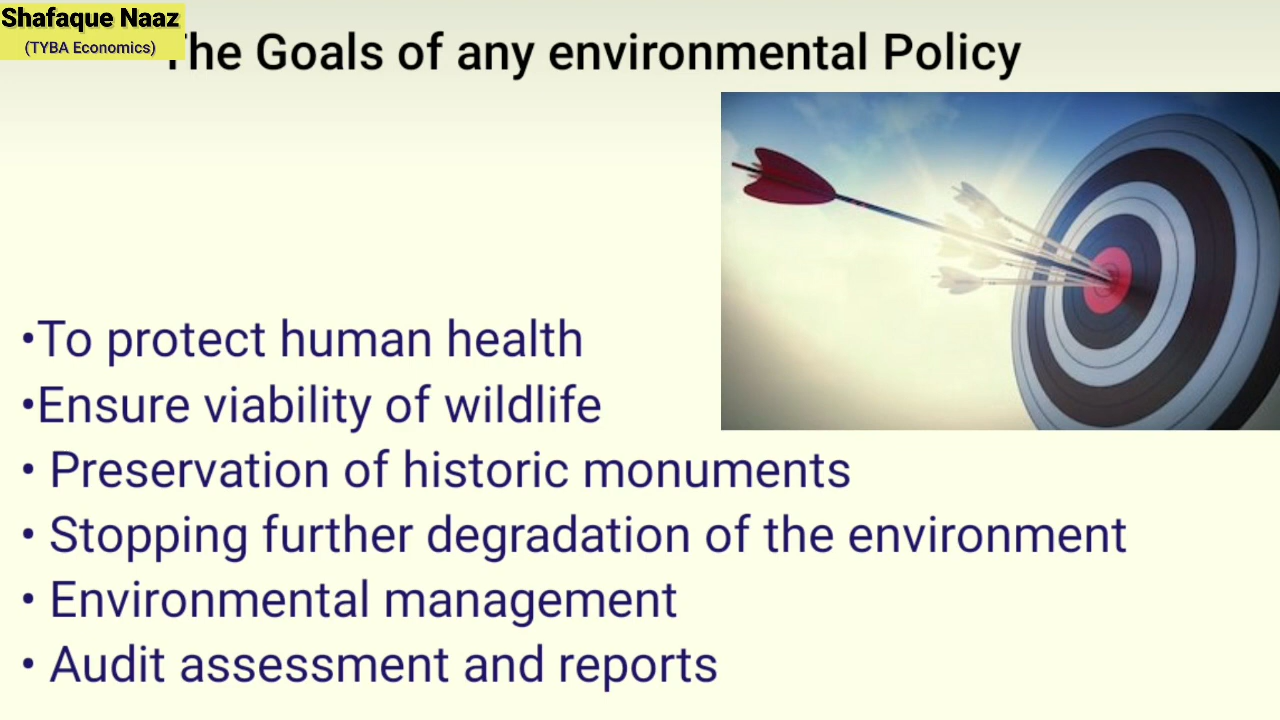 Shafaque Naaz
(TYBA Economics)
The Goals of any environmental Policy
•To protect human health
•Ensure viability of wildlife
• Preservation of historic monuments
• Stopping further degradation of the environment
• Environmental management
• Audit assessment and reports